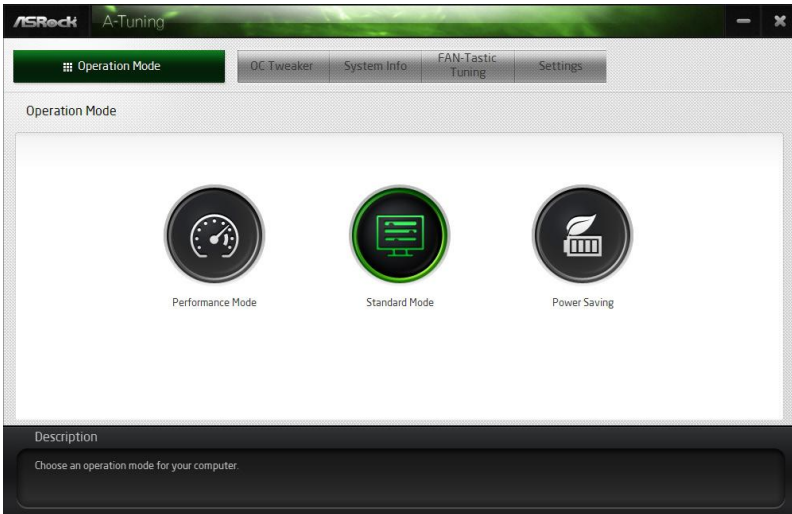 ASRock A-Tuning
Operation Mode OC Tweaker System Info FAN-Tastic Tuning Settings
Operation Mode
Performance Mode Standard Mode Power Saving
Description
Choose an operation mode for your computer.